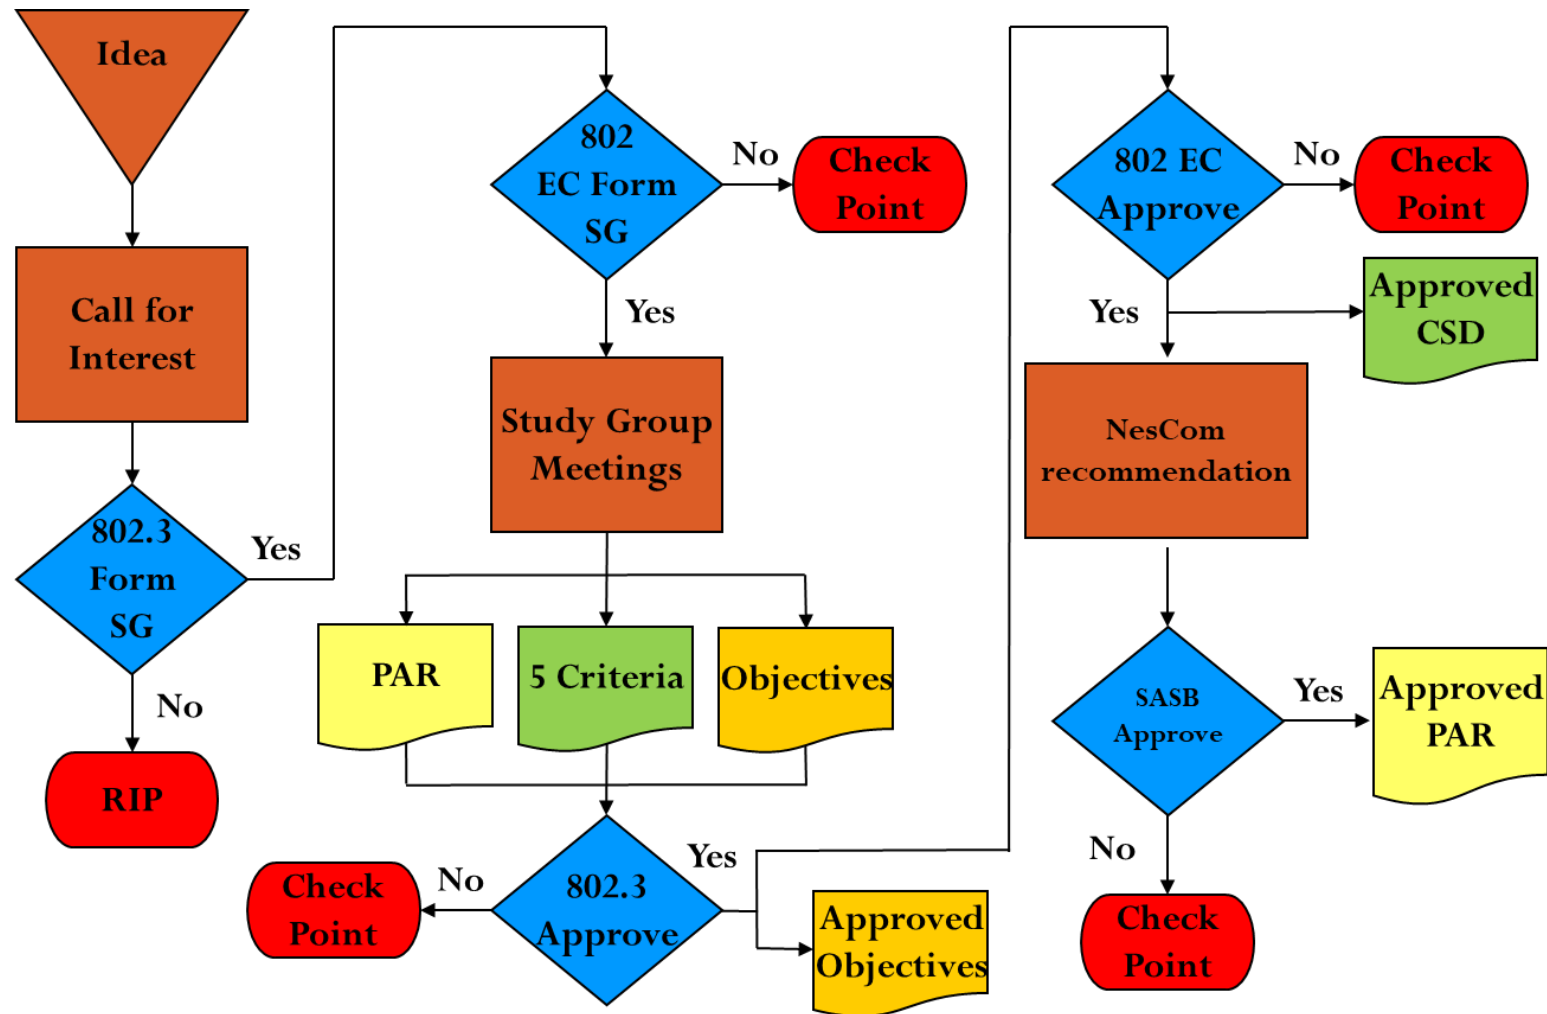 Idea
Call for
Interest
802.3
Form
SG
Yes
No
RIP
802
EC Form
SG
No
Check
Point
Yes
Study Group
Meetings
PAR
5 Criteria
Objectives
802.3
Approve
No
Check
Point
Yes
Approved
Objectives
802 EC
Approve
No
Check
Point
Yes
Approved
CSD
NesCom
recommendation
SASB
Approve
Yes
Approved
PAR
No
Check
Point